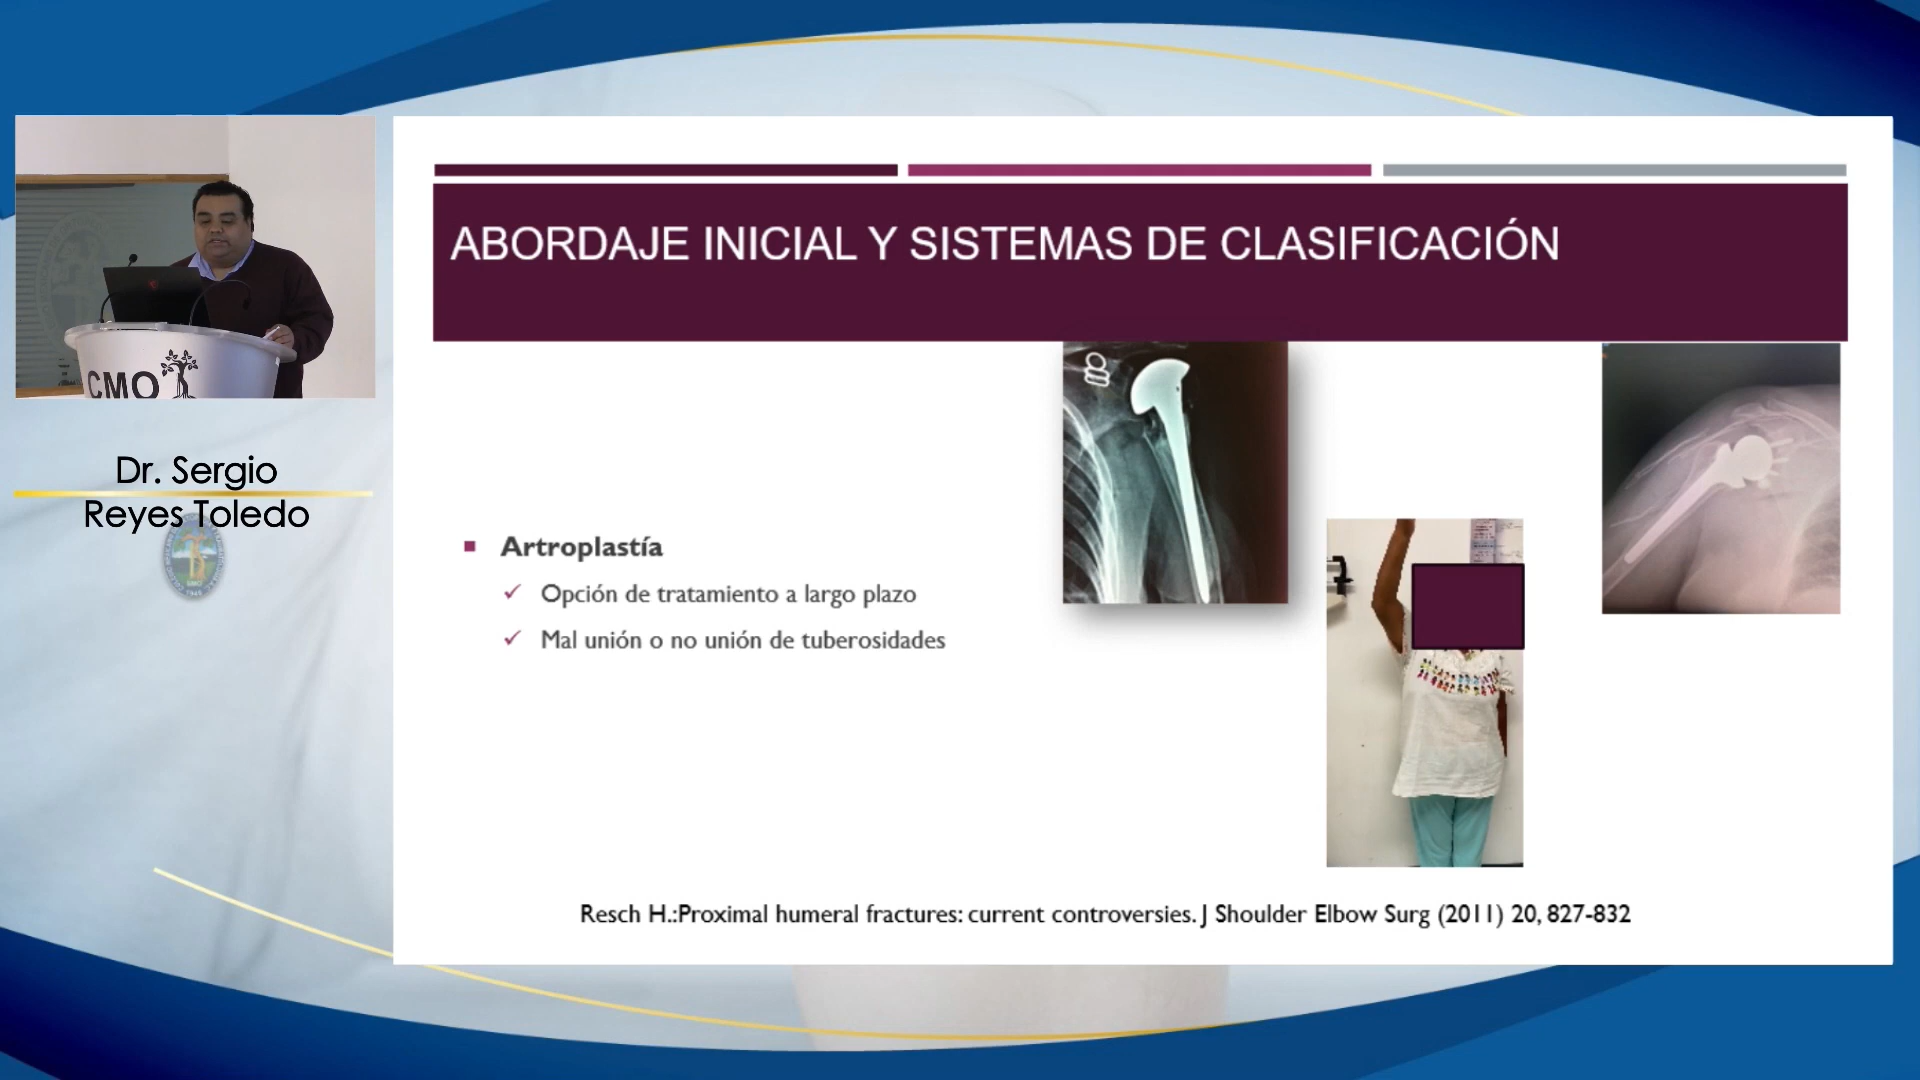 CMO
Dr. Sergio
Reyes Toledo
ABORDAJE INICIAL Y SISTEMAS DE CLASIFICACIÓN
Artroplastía
Opción de tratamiento a largo plazo
Mal unión o no unión de tuberosidades
Resch H.:Proximal humeral fractures: current controversies. J Shoulder Elbow Surg (2011) 20, 827-832